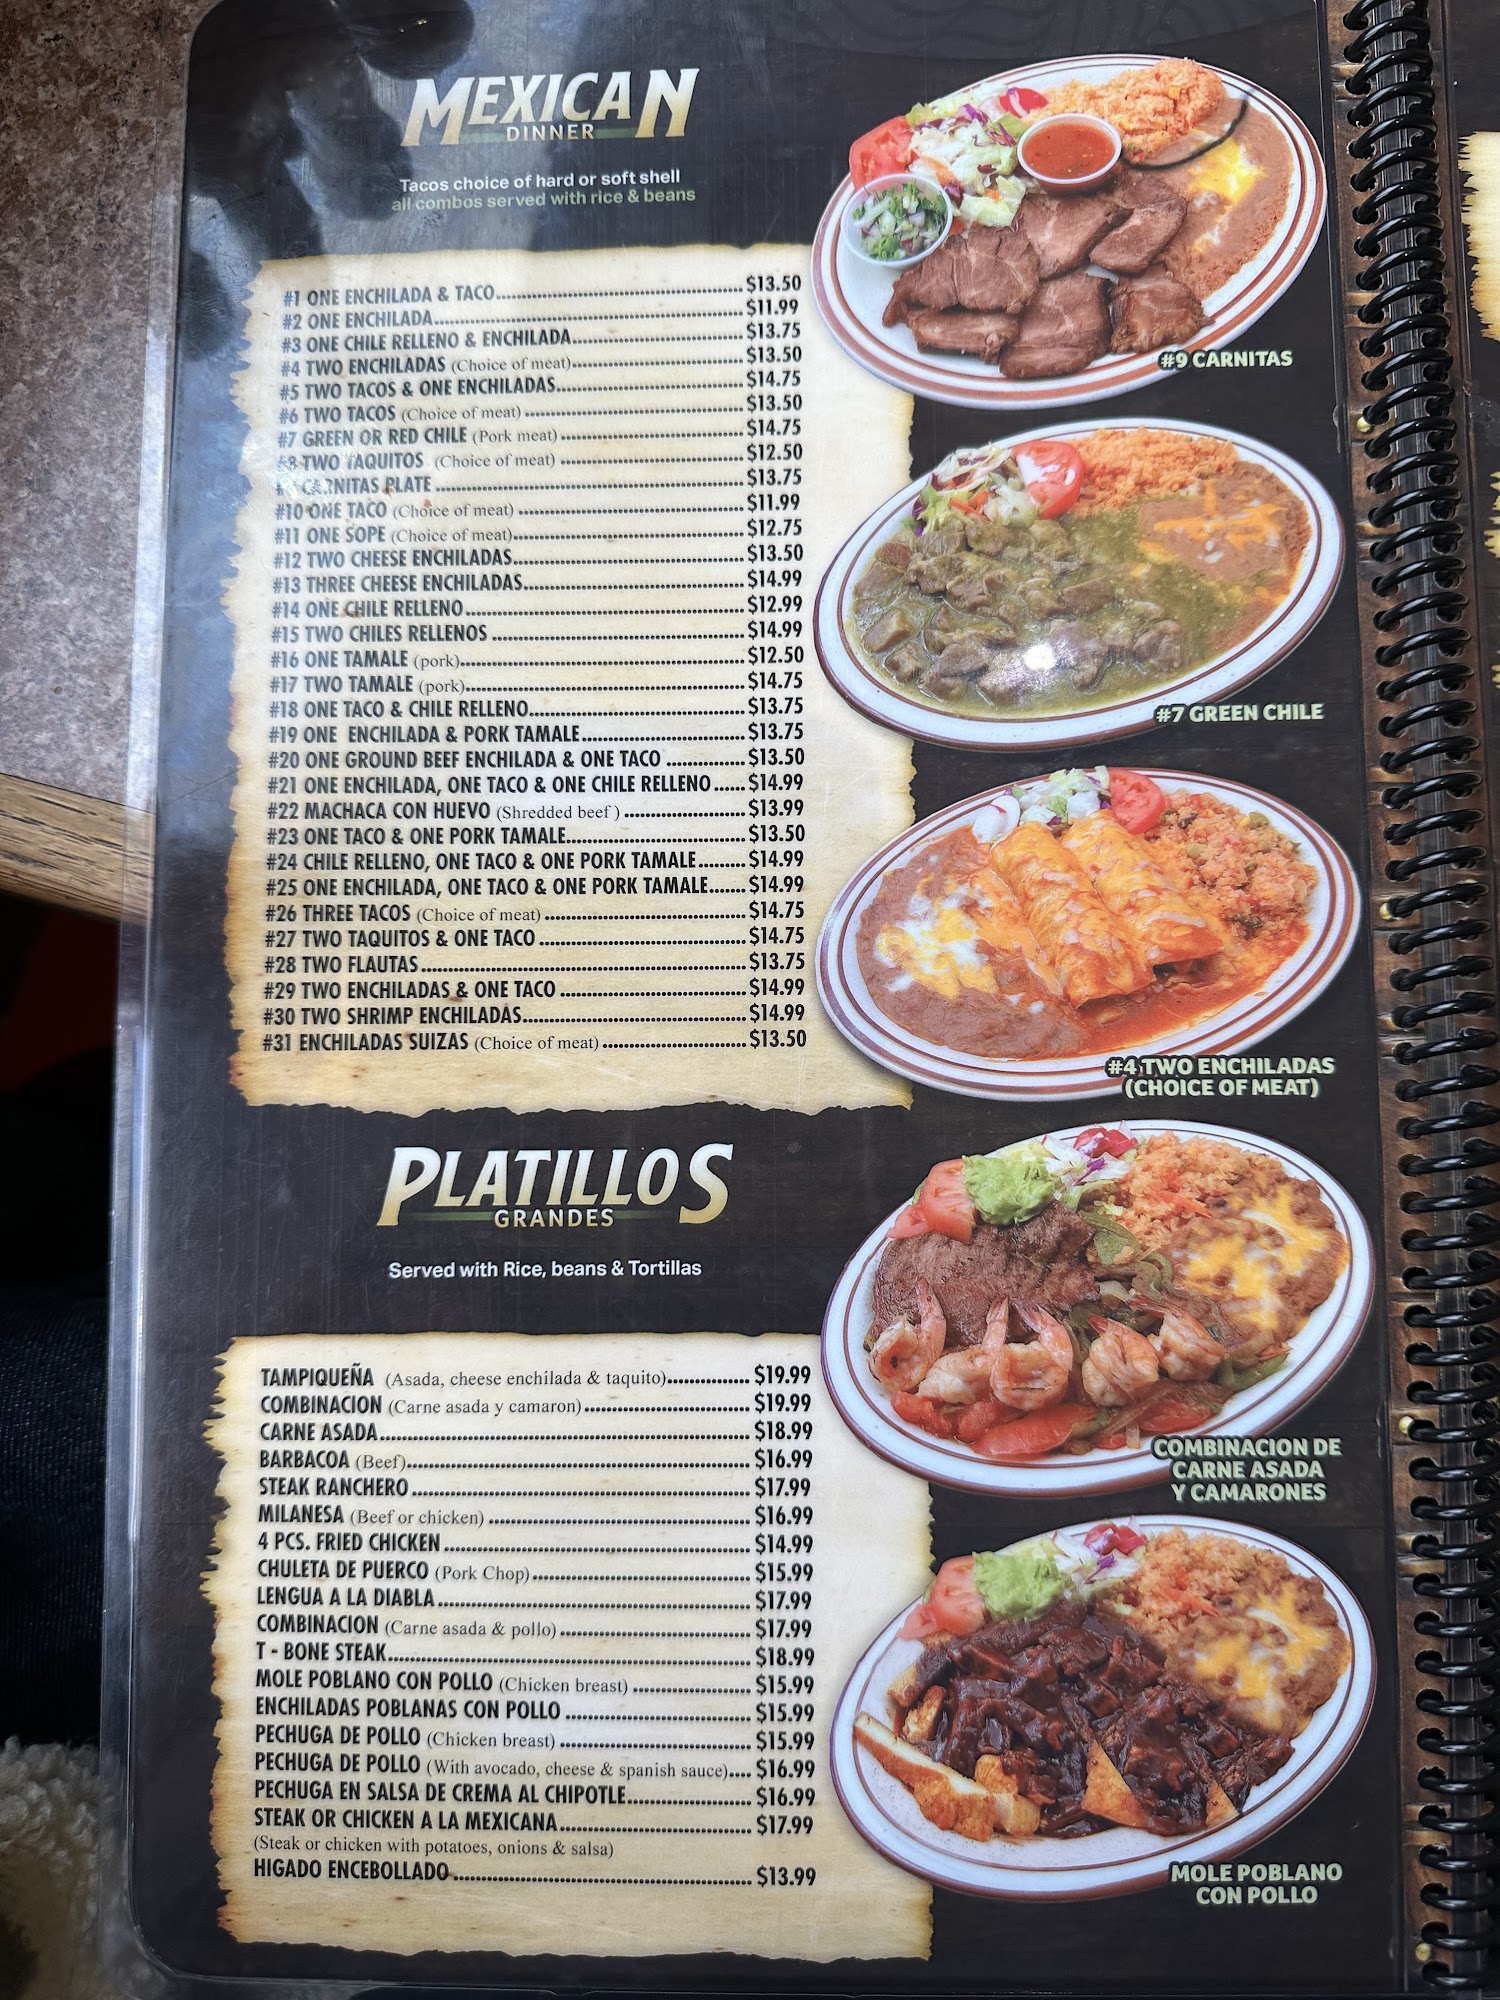 MEXICAN
DINNER
Tacos choice of hard or soft shell
all combos served with rice & beans
#1 ONE ENCHILADA & TACO $13.50
#2 ONE ENCHILADA $11.99
#3 ONE CHILE RELLENO & ENCHILADA $13.75
#4 TWO ENCHILADAS (Choice of meat) $13.50
#5 TWO TACOS & ONE ENCHILADAS $14.75
#6 TWO TACOS (Choice of meat) $13.50
#7 GREEN OR RED CHILE (Pork meat) $14.75
#8 TWO TAQUITOS (Choice of meat) $12.50
CARNITAS PLATE $13.75
#10 ONE TACO (Choice of meat) $11.99
#11 ONE SOPE (Choice of meat) $12.75
#12 TWO CHEESE ENCHILADAS $13.50
#13 THREE CHEESE ENCHILADAS $14.99
#14 ONE CHILE RELLENO $12.99
#15 TWO CHILES RELLENOS $14.99
#16 ONE TAMALE (pork) $12.50
#17 TWO TAMALE (pork) $14.75
#18 ONE TACO & CHILE RELLENO $13.75
#19 ONE ENCHILADA & PORK TAMALE $13.75
#20 ONE GROUND BEEF ENCHILADA & ONE TACO $13.50
#21 ONE ENCHILADA, ONE TACO & ONE CHILE RELLENO $14.99
#22 MACHACA CON HUEVO (Shredded beef) $13.99
#23 ONE TACO & ONE PORK TAMALE $13.50
#24 CHILE RELLENO, ONE TACO & ONE PORK TAMALE $14.99
#25 ONE ENCHILADA, ONE TACO & ONE PORK TAMALE $14.99
#26 THREE TACOS (Choice of meat) $14.75
#27 TWO TAQUITOS & ONE TACO $14.75
#28 TWO FLAUTAS $13.75
#29 TWO ENCHILADAS & ONE TACO $14.99
#30 TWO SHRIMP ENCHILADAS $14.99
#31 ENCHILADAS SUIZAS (Choice of meat) $13.50
#9 CARNITAS
#7 GREEN CHILE
#4 TWO ENCHILADAS
(CHOICE OF MEAT)
PLATILLOS
GRANDES
Served with Rice, beans & Tortillas
TAMPIQUEÑA (Asada, cheese enchilada & taquito) $19.99
COMBINACION (Carne asada y camaron) $19.99
CARNE ASADA $18.99
BARBACOA (Beef) $16.99
STEAK RANCHERO $17.99
MILANESA (Beef or chicken) $16.99
4 PCS. FRIED CHICKEN $14.99
CHULETA DE PUERCO (Pork Chop) $15.99
LENGUA A LA DIABLA $17.99
COMBINACION (Carne asada & pollo) $17.99
T - BONE STEAK $18.99
MOLE POBLANO CON POLLO (Chicken breast) $15.99
ENCHILADAS POBLANAS CON POLLO $15.99
PECHUGA DE POLLO (Chicken breast) $15.99
PECHUGA DE POLLO (With avocado, cheese & spanish sauce) $16.99
PECHUGA EN SALSA DE CREMA AL CHIPOTLE $16.99
STEAK OR CHICKEN A LA MEXICANA $17.99
(Steak or chicken with potatoes, onions & salsa)
HIGADO ENCEBOLLADO $13.99
COMBINACION DE
CARNE ASADA
Y CAMARONES
MOLE POBLANO
CON POLLO